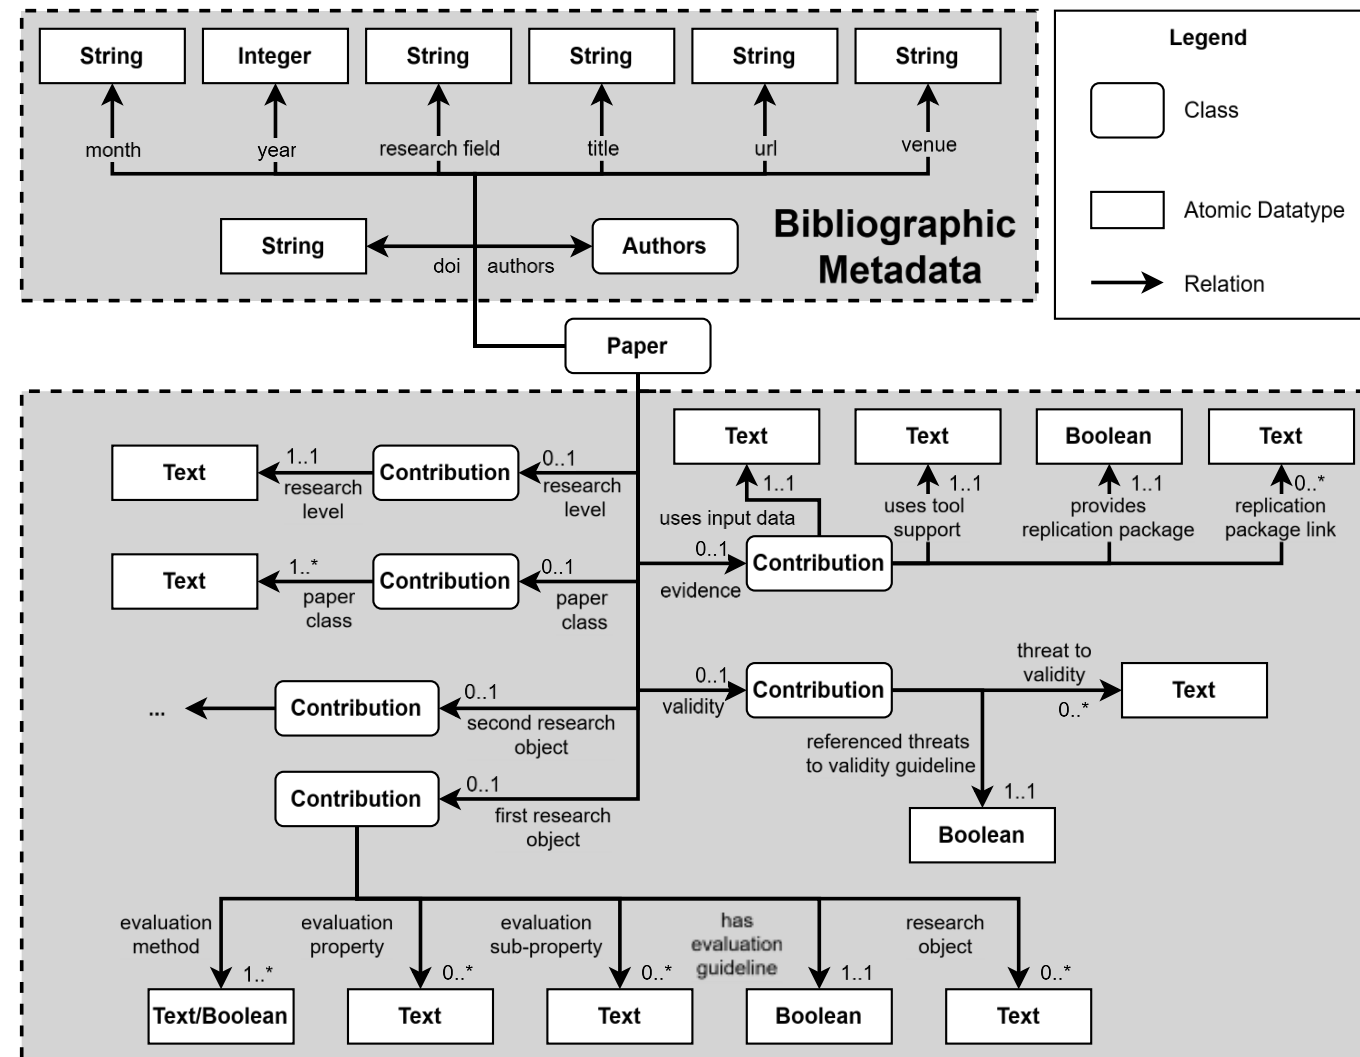 String
Integer
String
String
String
String
Legend
Class
month
year
research field
title
url
venue
Atomic Datatype
String
doi
authors
Authors
Bibliographic
Metadata
Relation
Paper
Text
1..1
research
level
Contribution
0..1
research
level
Text
1..1
uses input data
Text
1..1
uses tool
support
Boolean
1..1
provides
replication package
Text
0..*
replication
package link
Text
1..*
paper
class
Contribution
0..1
paper
class
0..1
evidence
Contribution
...
Contribution
0..1
second research
object
0..1
validity
Contribution
threat to
validity
0..*
Text
referenced threats
to validity guideline
1..1
Boolean
Contribution
0..1
first research
object
evaluation
method
1..*
Text/Boolean
evaluation
property
0..*
Text
evaluation
sub-property
0..*
Text
has
evaluation
guideline
1..1
Boolean
research
object
0..*
Text